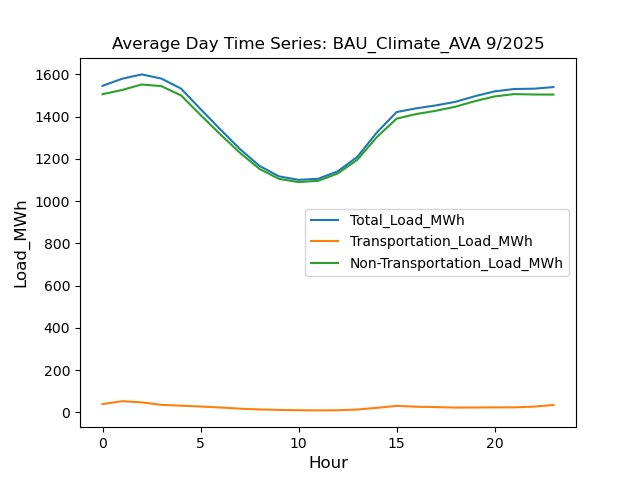 Average Day Time Series: BAU_Climate_AVA 9/2025
1600
1400
1200
1000
800
600
400
200
0
Load_MWh
Total_Load_MWh
Transportation_Load_MWh
Non-Transportation_Load_MWh
0 5 10 15 20
Hour